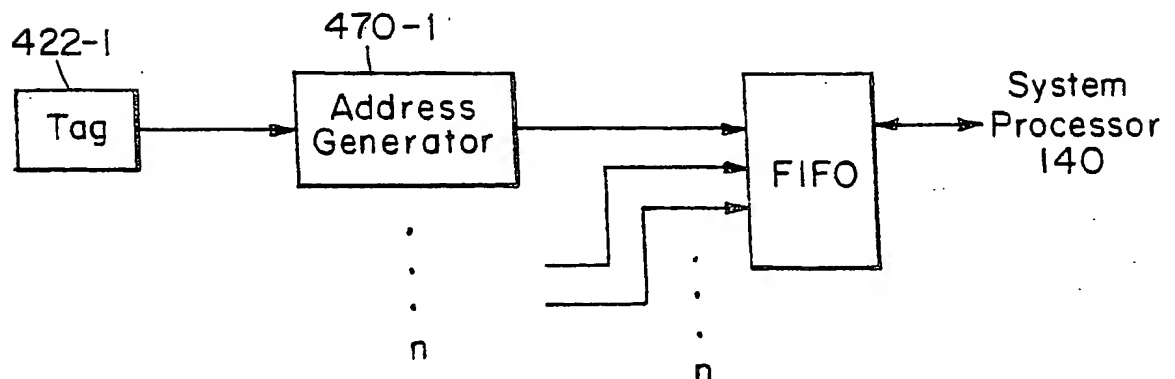 422-1
470-1
Tag
Address
Generator
FIFO
System
Processor
140
n
n